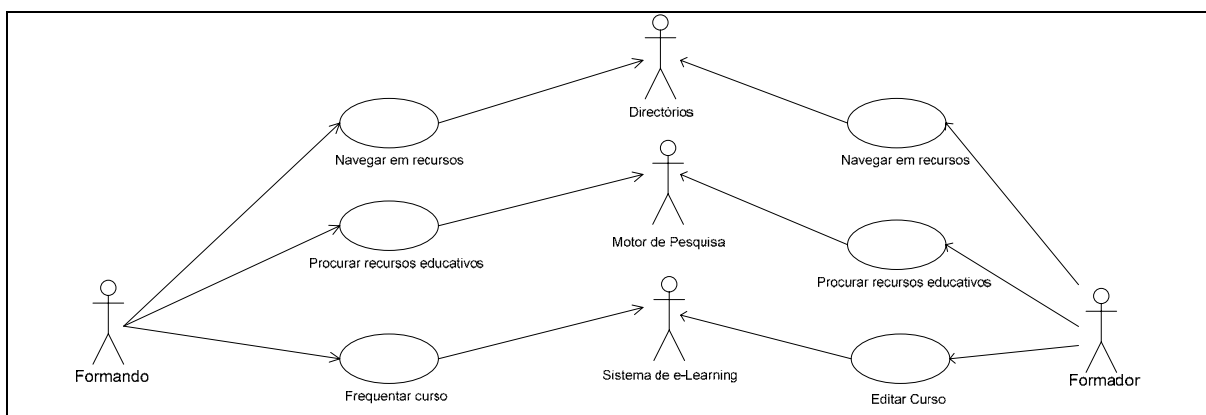 Directórios
Navegar em recursos
Navegar em recursos
Motor de Pesquisa
Procurar recursos educativos
Procurar recursos educativos
Formando
Sistema de e-Learning
Formador
Frequentar curso
Editar Curso